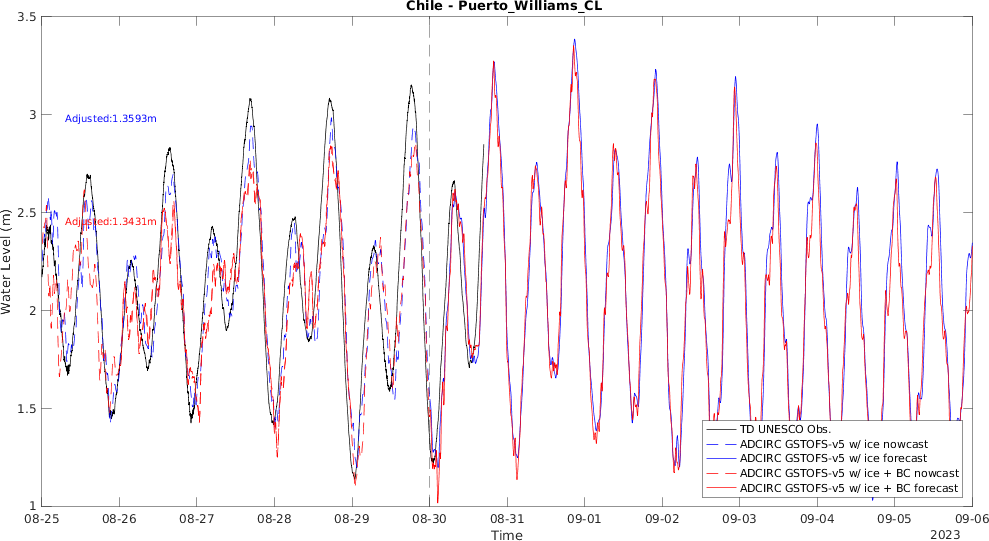 Chile - Puerto_Williams_CL
3.5
3
2.5
2
1.5
1
Water Level (m)
Adjusted:1.3593m
Adjusted:1.3431m
TD UNESCO Obs.
ADCIRC GSTOFS-v5 w/ ice nowcast
ADCIRC GSTOFS-v5 w/ ice forecast
ADCIRC GSTOFS-v5 w/ ice + BC nowcast
ADCIRC GSTOFS-v5 w/ ice + BC forecast
08-25 08-26 08-27 08-28 08-29 08-30 08-31 09-01 09-02 09-03 09-04 09-05 09-06
Time
2023